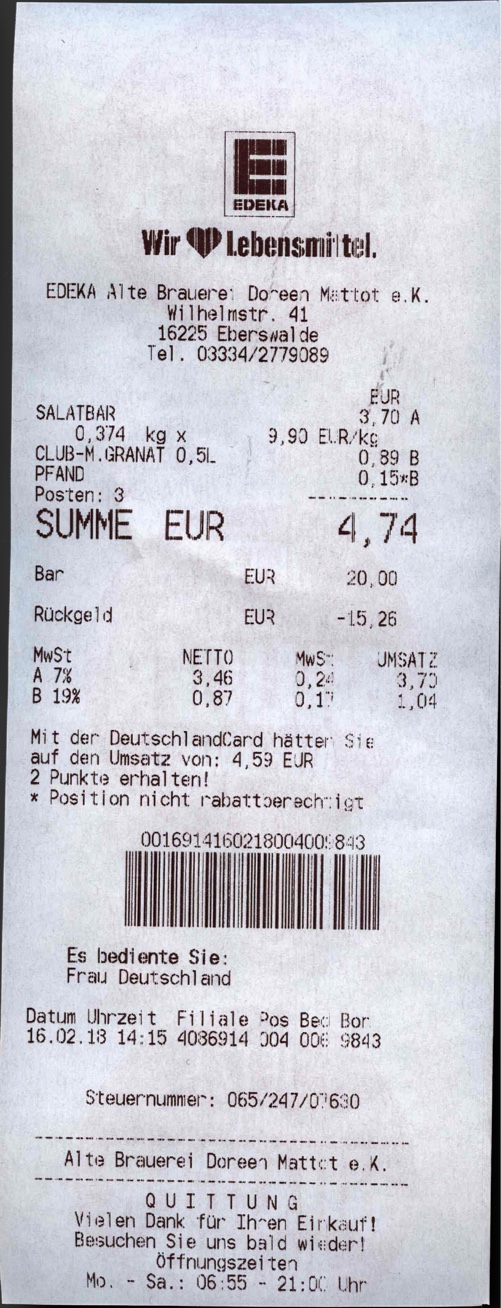 EDEKA
Wir Lebensmittel.
EDEKA Alte Brauerei Doreen Mattot e.K.
Wilhelmstr. 41
16225 Eberswalde
Tel. 03334/2779089
EUR
SALATBAR 3,70 A
0,374 kg x 9,90 EUR/kg
CLUB-M.GRANAT 0,5L 0,89 B
PFAND 0,15*B
Posten: 3
SUMME EUR 4,74
Bar EUR 20,00
Rückgeld EUR -15,26
MwSt NETTO MwSt UMSATZ
A 7% 3,46 0,24 3,70
B 19% 0,87 0,17 1,04
Mit der DeutschlandCard hätten Sie
auf den Umsatz von: 4,59 EUR
2 Punkte erhalten!
* Position nicht rabattberechtigt
Es bediente Sie:
Frau Deutschland
Datum Uhrzeit Filiale Pos Bed Bon
16.02.18 14:15 4086914 004 9843
Steuernummer:
Alte Brauerei Doreen Mattot e.K.
QUITTUNG
Vielen Dank für Ihren Einkauf!
Besuchen Sie uns bald wieder!
Öffnungszeiten
Mo. - Sa.: 06:55 - 21:00 Uhr